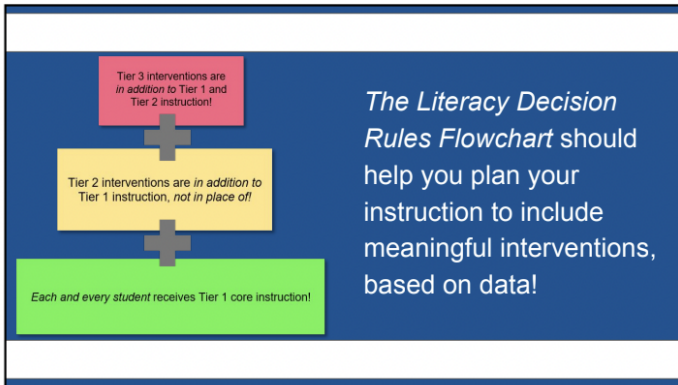 Tier 3 interventions are
in addition to Tier 1 and
Tier 2 instruction!
Tier 2 interventions are in addition to
Tier 1 instruction, not in place of!
Each and every student receives Tier 1 core instruction!
The Literacy Decision
Rules Flowchart should
help you plan your
instruction to include
meaningful interventions,
based on data!